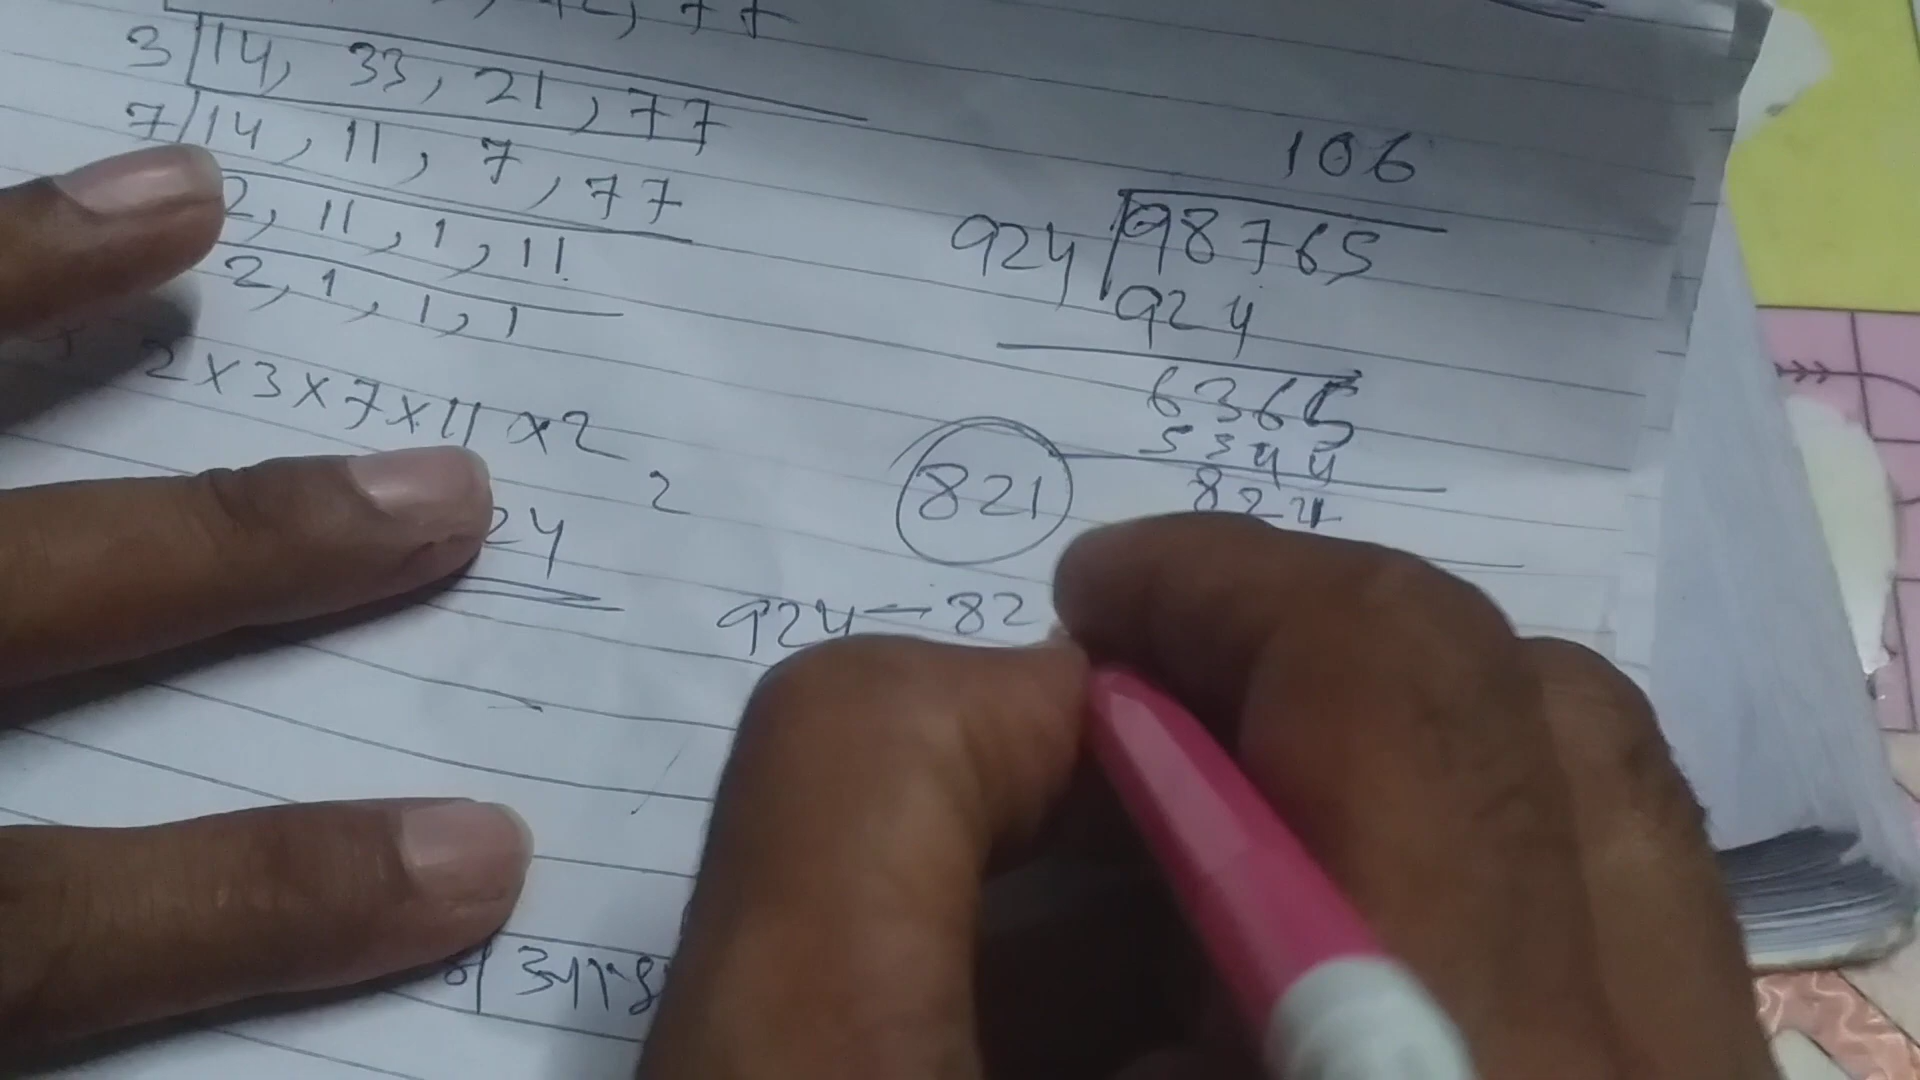 3 14, 33, 21, 77
7 14, 11, 7, 77
2, 11, 1, 11
2, 1, 1, 1
2 × 3 × 7 × 11 × 2
24
2
106
924 98765
924
6365
5544
821
821
924 - 82